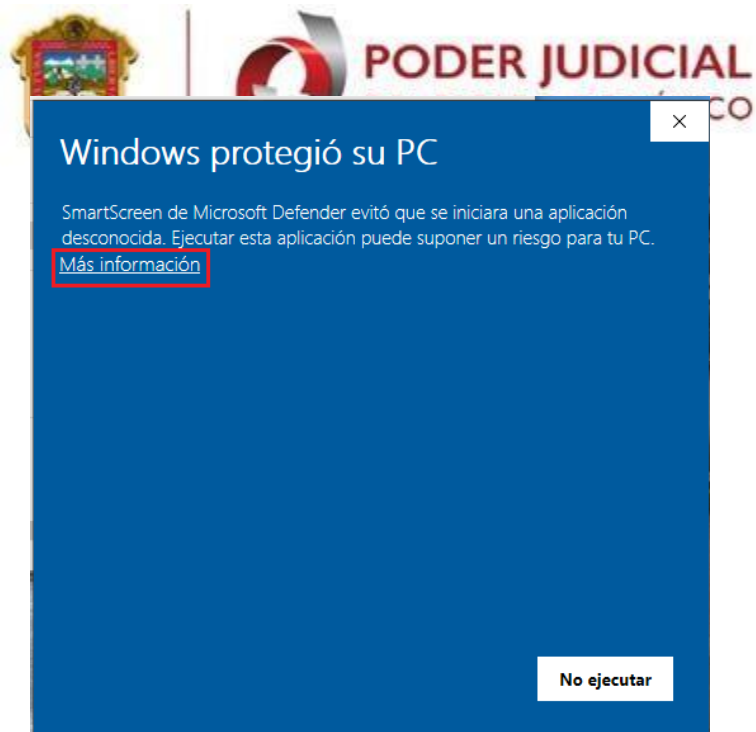 PODER JUDICIAL
CO
Windows protegió su PC
SmartScreen de Microsoft Defender evitó que se iniciara una aplicación
desconocida. Ejecutar esta aplicación puede suponer un riesgo para tu PC.
Más información
No ejecutar